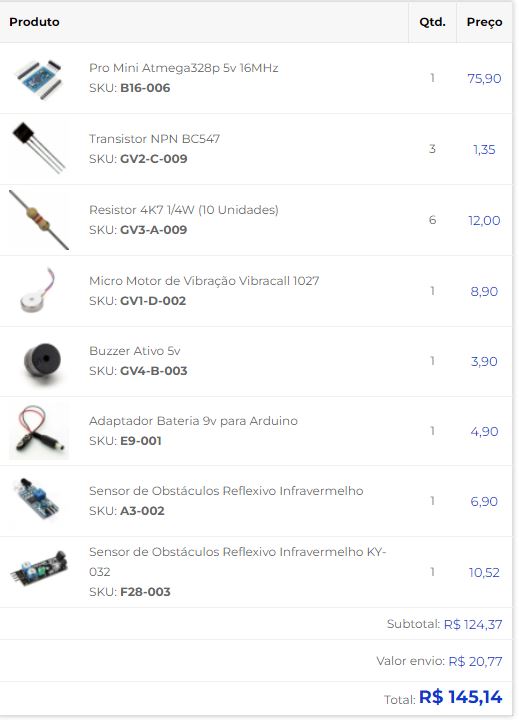 Produto Qtd. Preço
Pro Mini Atmega328p 5v 16MHz
SKU: B16-006
1 75,90
Transistor NPN BC547
SKU: GV2-C-009
3 1,35
Resistor 4K7 1/4W (10 Unidades)
SKU: GV3-A-009
6 12,00
Micro Motor de Vibração Vibracall 1027
SKU: GV1-D-002
1 8,90
Buzzer Ativo 5v
SKU: GV4-B-003
1 3,90
Adaptador Bateria 9v para Arduino
SKU: E9-001
1 4,90
Sensor de Obstáculos Reflexivo Infravermelho
SKU: A3-002
1 6,90
Sensor de Obstáculos Reflexivo Infravermelho KY-
032
SKU: F28-003
1 10,52
Subtotal: R$ 124,37
Valor envio: R$ 20,77
Total: R$ 145,14